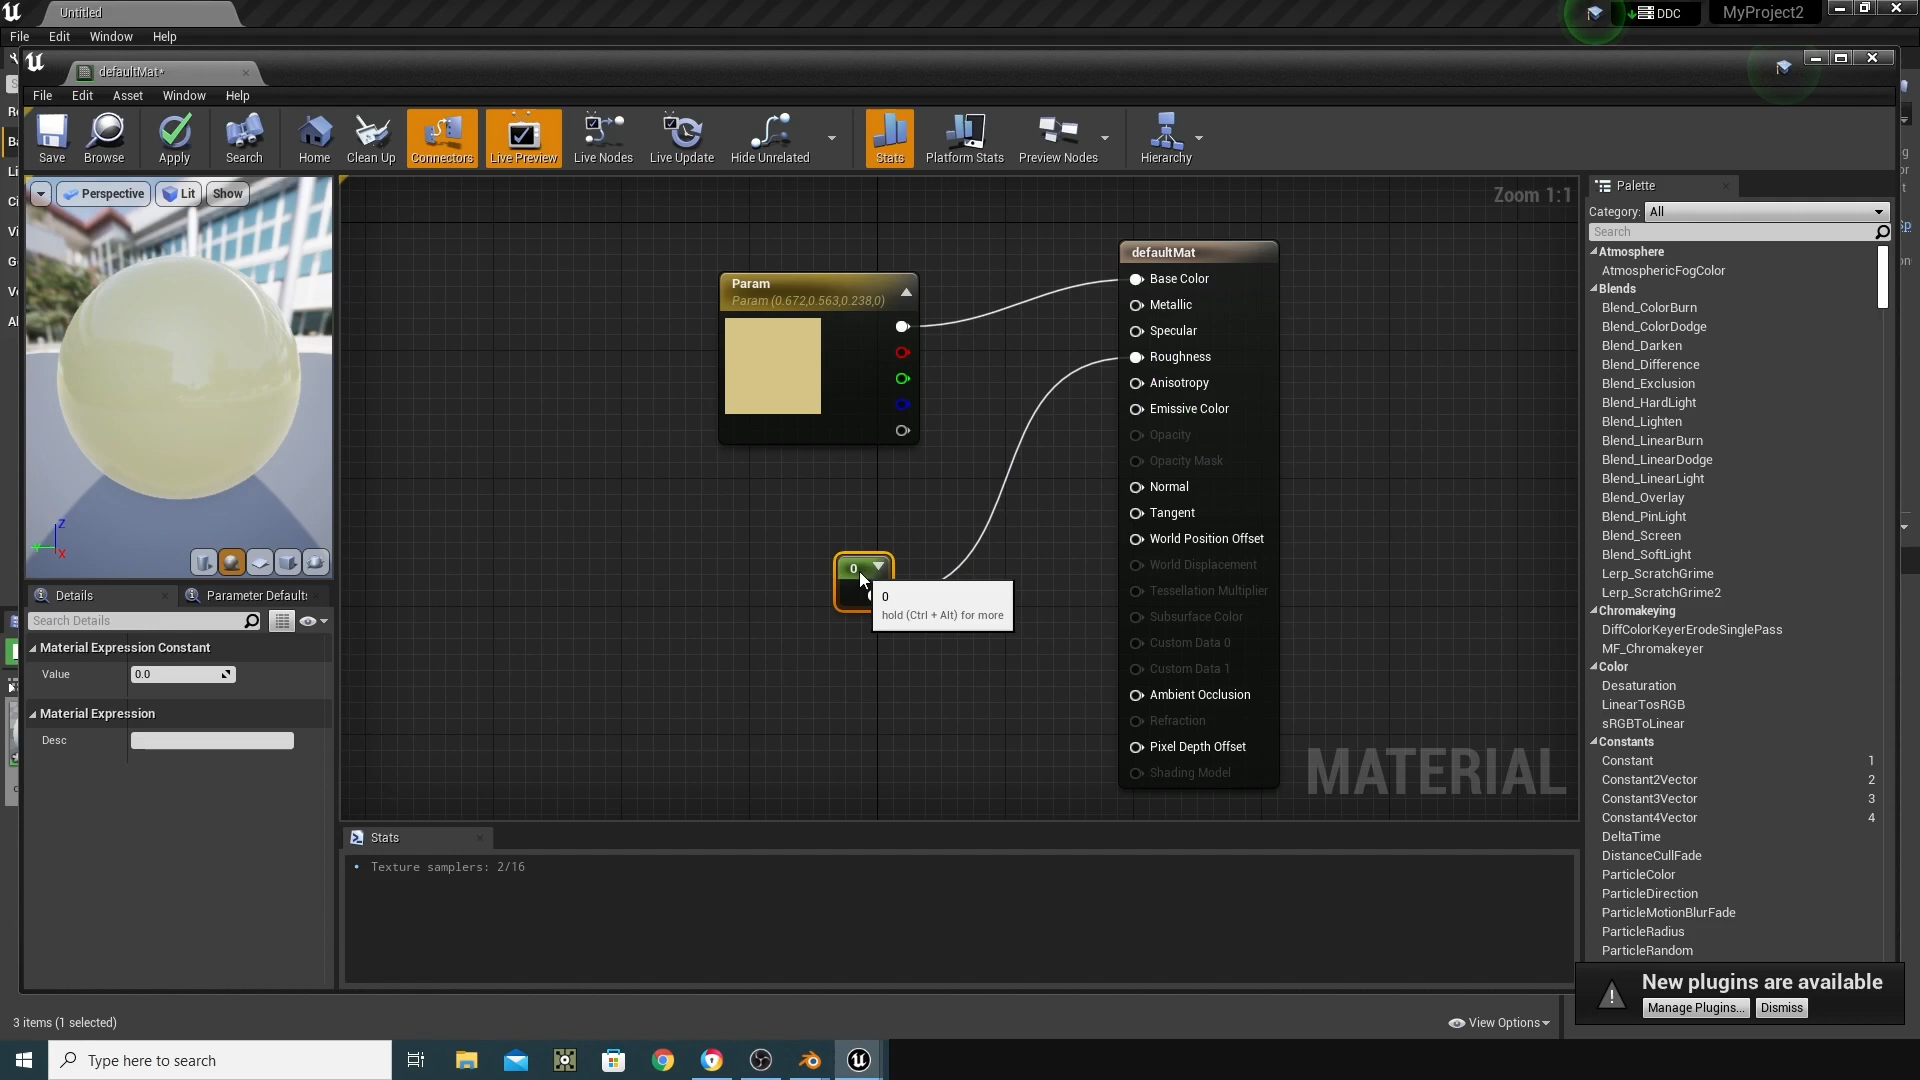 Untitled
DDC
MyProject2
File Edit Window Help
defaultMat*
File Edit Asset Window Help
Save Browse Apply Search Home Clean Up Connectors Live Preview Live Nodes Live Update Hide Unrelated Stats Platform Stats Preview Nodes Hierarchy
Perspective Lit Show
Zoom 1:1
Z
X
Param
Param (0.672,0.563,0.238,0)
0
0
hold (Ctrl + Alt) for more
defaultMat
Base Color
Metallic
Specular
Roughness
Anisotropy
Emissive Color
Opacity
Opacity Mask
Normal
Tangent
World Position Offset
World Displacement
Tessellation Multiplier
Subsurface Color
Custom Data 0
Custom Data 1
Ambient Occlusion
Refraction
Pixel Depth Offset
Shading Model
MATERIAL
Details
Parameter Defaults
Search Details
Material Expression Constant
Value 0.0
Material Expression
Desc
Stats
• Texture samplers: 2/16
Palette
Category: All
Search
Atmosphere
AtmosphericFogColor
Blends
Blend_ColorBurn
Blend_ColorDodge
Blend_Darken
Blend_Difference
Blend_Exclusion
Blend_HardLight
Blend_Lighten
Blend_LinearBurn
Blend_LinearDodge
Blend_LinearLight
Blend_Overlay
Blend_PinLight
Blend_Screen
Blend_SoftLight
Lerp_ScratchGrime
Lerp_ScratchGrime2
Chromakeying
DiffColorKeyerErodeSinglePass
MF_Chromakeyer
Color
Desaturation
LinearTosRGB
sRGBToLinear
Constants
Constant 1
Constant2Vector 2
Constant3Vector 3
Constant4Vector 4
DeltaTime
DistanceCullFade
ParticleColor
ParticleDirection
ParticleMotionBlurFade
ParticleRadius
ParticleRandom
New plugins are available
Manage Plugins... Dismiss
3 items (1 selected)
View Options
Type here to search